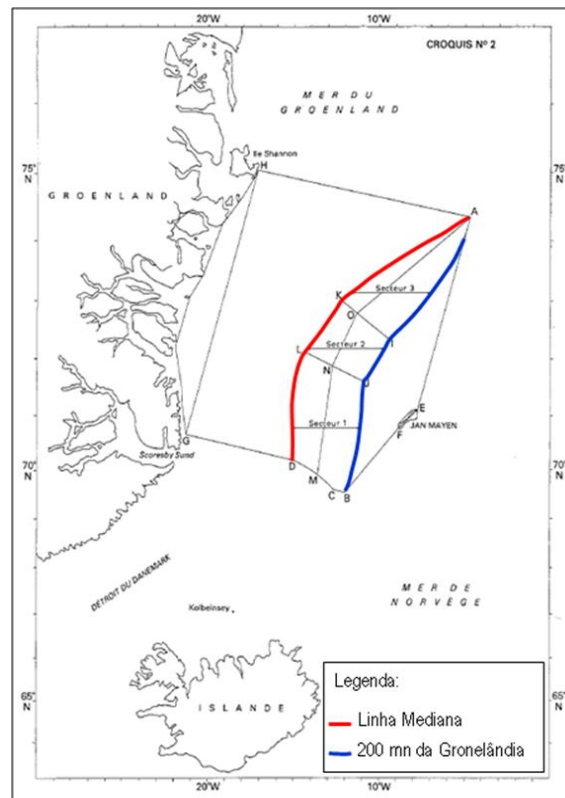 20°W
10°W
CROQUIS Nº 2
MER DU
GROENLAND
Ile Shannon
H
75°
N
75°
N
GROENLAND
A
K
Secteur 3
O
I
L
Secteur 2
N
J
E
F
JAN MAYEN
G
Secteur 1
Scoresby Sund
D
70°
N
70°
N
M
C
B
DÉTROIT DU DANEMARK
MER DE
NORVÈGE
Kolbeinsey
65°
N
65°
N
ISLANDE
Legenda:
Linha Mediana
200 mn da Gronelândia
20°W
10°W